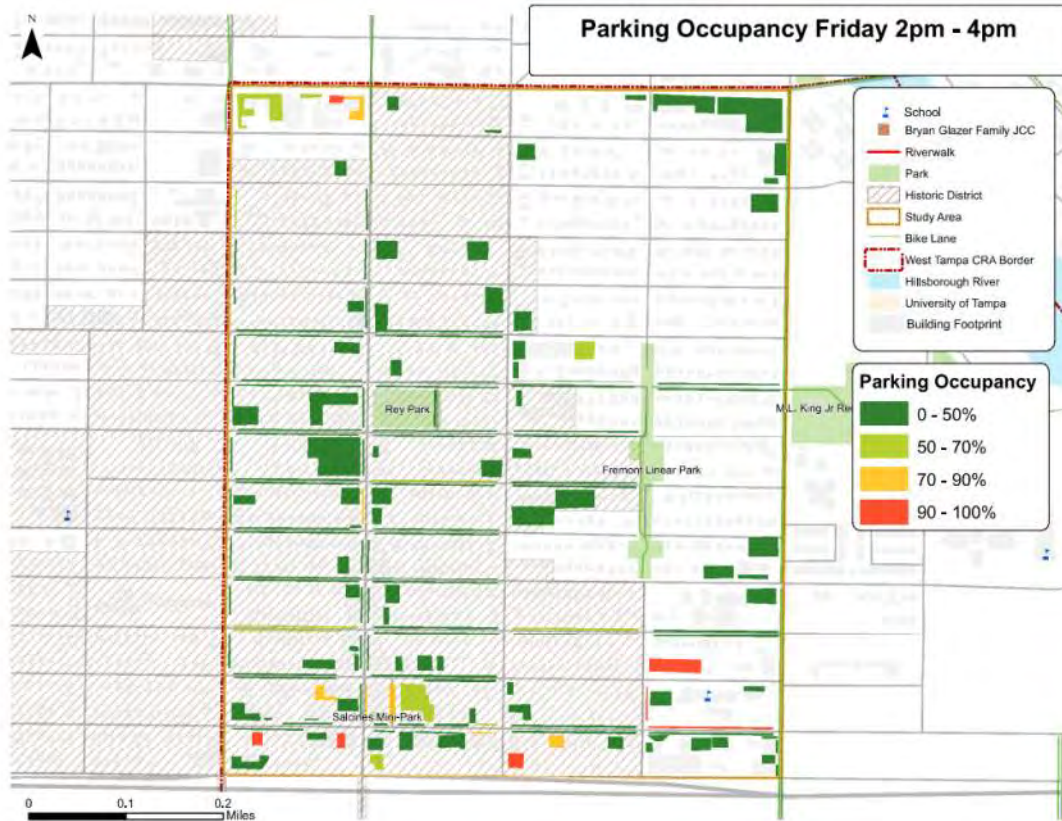 Parking Occupancy Friday 2pm - 4pm
N
School
Bryan Glazer Family JCC
Riverwalk
Park
Historic District
Study Area
Bike Lane
West Tampa CRA Border
Hillsborough River
University of Tampa
Building Footprint
Parking Occupancy
0 - 50%
50 - 70%
70 - 90%
90 - 100%
Rey Park
M.L. King Jr Rec
Fremont Linear Park
Salcines Mini-Park
0 0.1 0.2
Miles